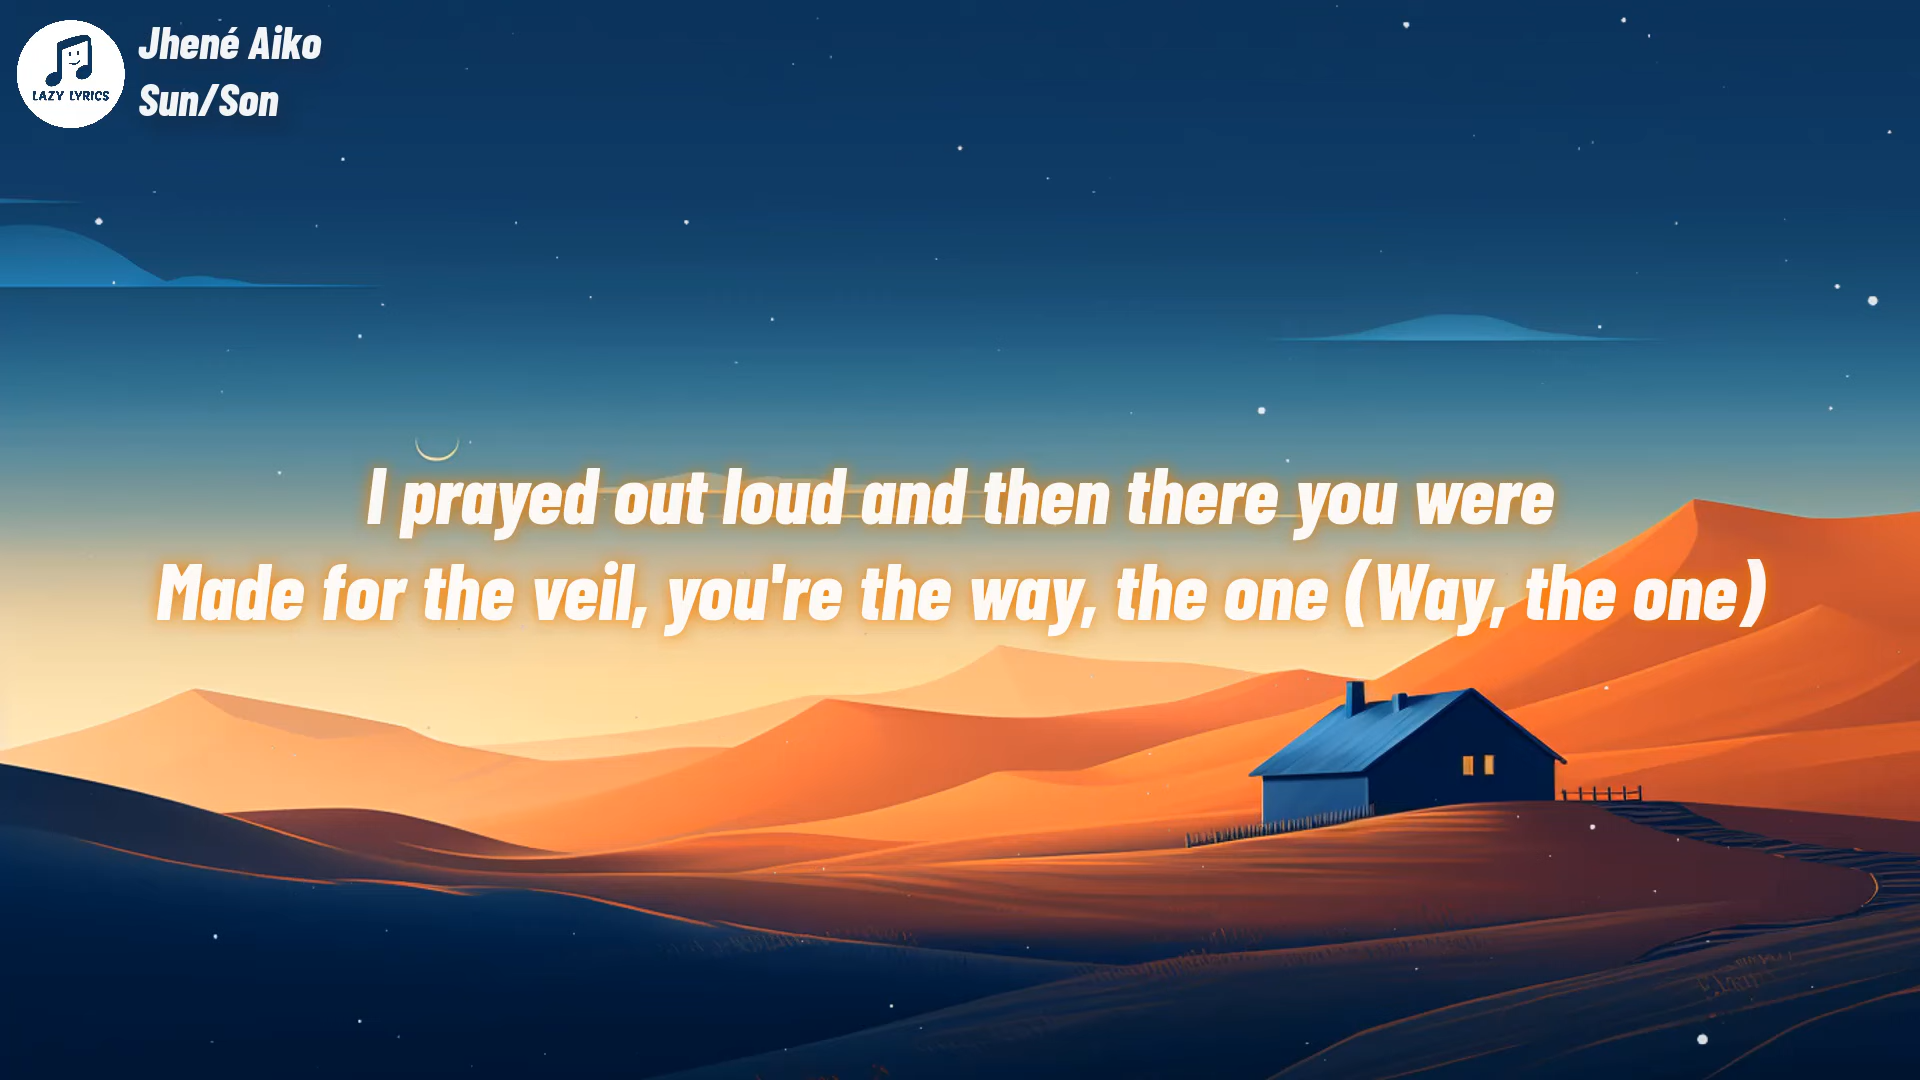 LAZY LYRICS
Jhené Aiko
Sun/Son
I prayed out loud and then there you were
Made for the veil, you're the way, the one (Way, the one)